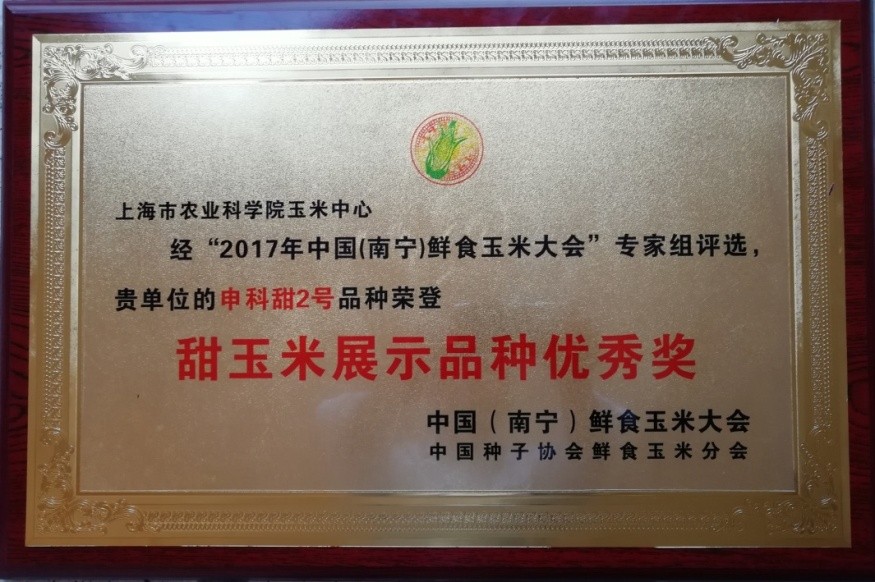 上海市农业科学院玉米中心
经“2017年中国(南宁)鲜食玉米大会”专家组评选，
贵单位的申科甜2号品种荣登
甜玉米展示品种优秀奖
中国（南宁）鲜食玉米大会
中国种子协会鲜食玉米分会